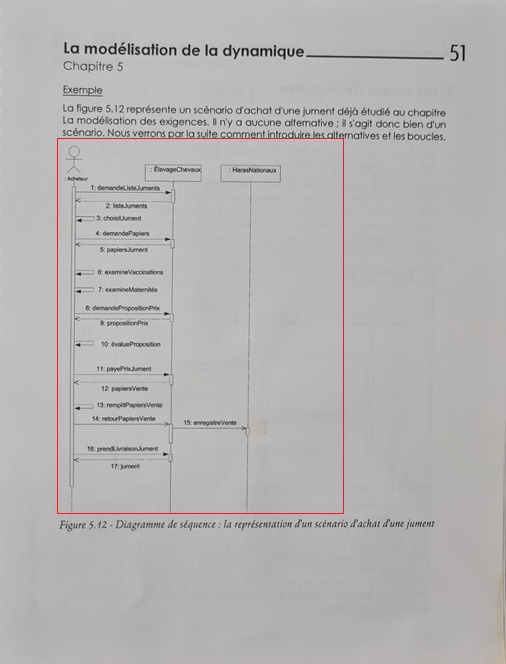 La modélisation de la dynamique 51
Chapitre 5
Exemple
La figure 5.12 représente un scénario d'achat d'une jument déjà étudié au chapitre
La modélisation des exigences. Il n'y a aucune alternative ; il s'agit donc bien d'un
scénario. Nous verrons par la suite comment introduire les alternatives et les boucles.
: Acheteur
: ÉlevageChevaux
: HarasNationaux
1: demandeListeJuments
2: listeJuments
3: choisitJument
4: demandePapiers
5: papiersJument
6: examineVaccinations
7: examineMaternités
8: demandePropositionPrix
9: propositionPrix
10: évalueProposition
11: payePrixJument
12: papiersVente
13: remplitPapiersVente
14: retourPapiersVente
15: enregistreVente
16: prendLivraisonJument
17: jument
Figure 5.12 - Diagramme de séquence : la représentation d'un scénario d'achat d'une jument